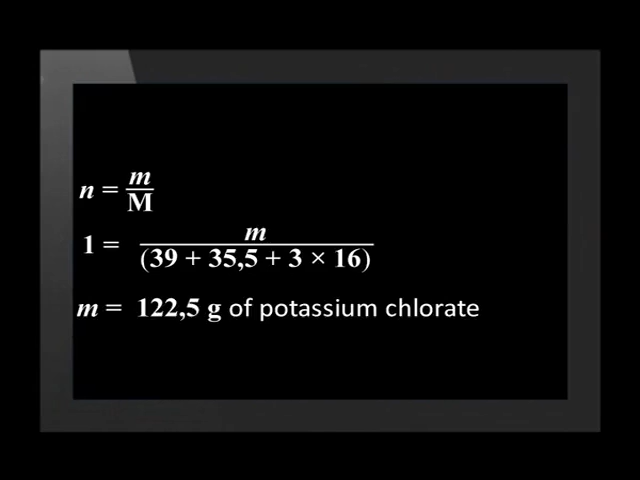 n = m/M
1 = m/(39 + 35,5 + 3 × 16)
m = 122,5 g of potassium chlorate